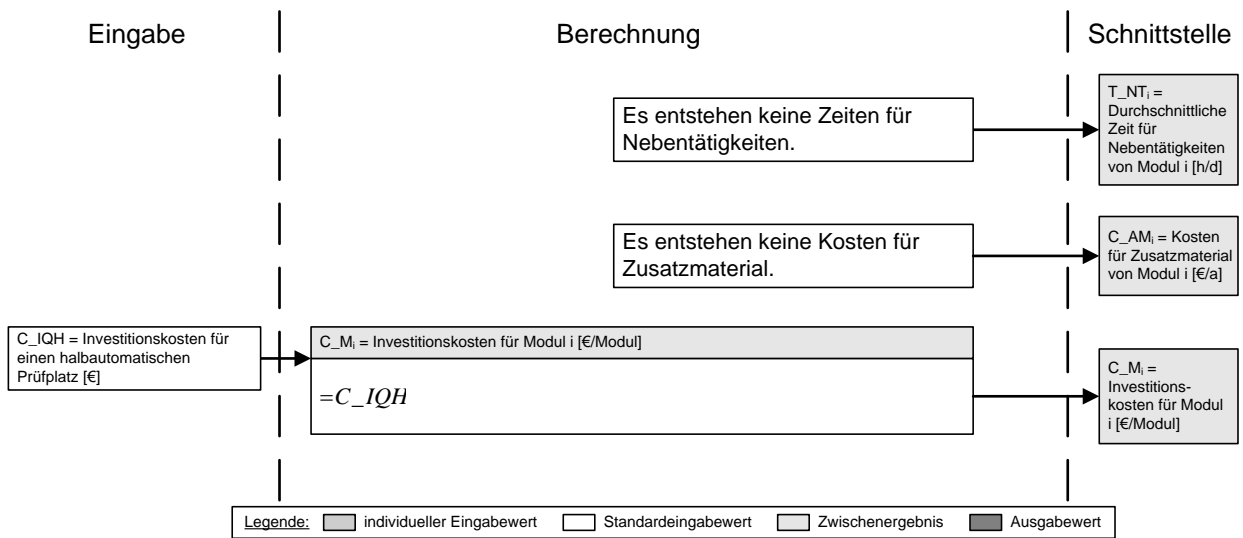 Eingabe
Berechnung
Schnittstelle
Es entstehen keine Zeiten für
Nebentätigkeiten.
T_NTᵢ =
Durchschnittliche
Zeit für
Nebentätigkeiten
von Modul i [h/d]
Es entstehen keine Kosten für
Zusatzmaterial.
C_AMᵢ = Kosten
für Zusatzmaterial
von Modul i [€/a]
C_IQH = Investitionskosten für
einen halbautomatischen
Prüfplatz [€]
C_Mᵢ = Investitionskosten für Modul i [€/Modul]
=C_IQH
C_Mᵢ =
Investitions-
kosten für Modul
i [€/Modul]
Legende: individueller Eingabewert Standardeingabewert Zwischenergebnis Ausgabewert